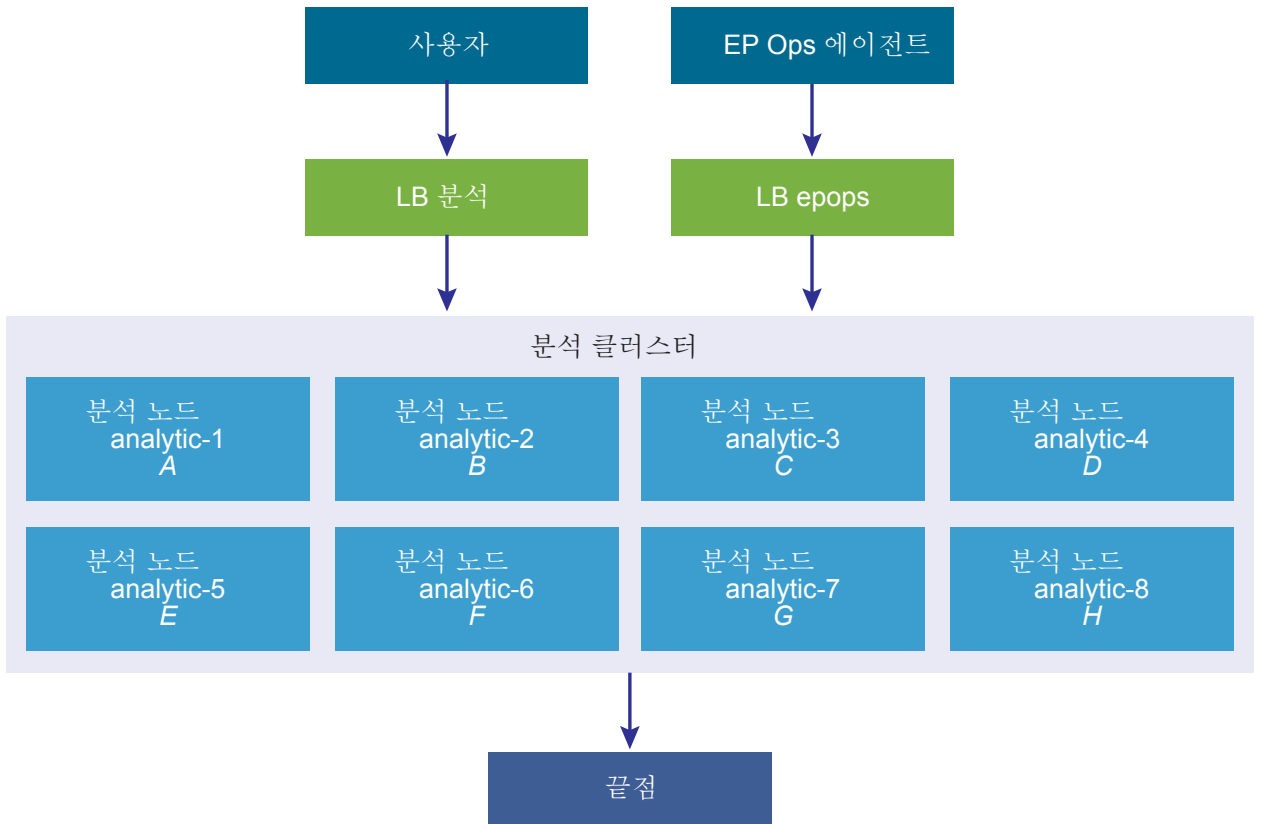 사용자
EP Ops 에이전트
LB 분석
LB epops
분석 클러스터
분석 노드
analytic-1
A
분석 노드
analytic-2
B
분석 노드
analytic-3
C
분석 노드
analytic-4
D
분석 노드
analytic-5
E
분석 노드
analytic-6
F
분석 노드
analytic-7
G
분석 노드
analytic-8
H
끝점